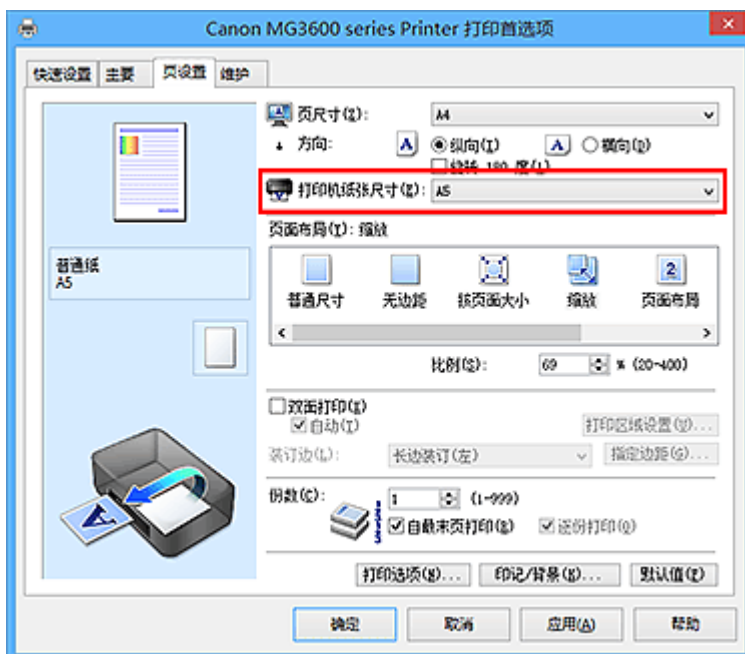 Canon MG3600 series Printer 打印首选项
快速设置 主要 页设置 维护
页尺寸(Z): A4
方向: A 纵向(T) A 横向(D)
旋转 180 度(L)
打印机纸张尺寸(E): A5
页面布局(Y): 缩放
普通纸
A5
普通尺寸 无边距 按页面大小 缩放 页面布局
比例(S): 69 % (20-400)
双面打印(X)
自动(I) 打印区域设置(U)...
装订边(L): 长边装订(左) 指定边距(G)...
份数(C): 1 (1-999)
自最末页打印(R) 逐份打印(O)
打印选项(N)... 印记/背景(K)... 默认值(F)
确定 取消 应用(A) 帮助